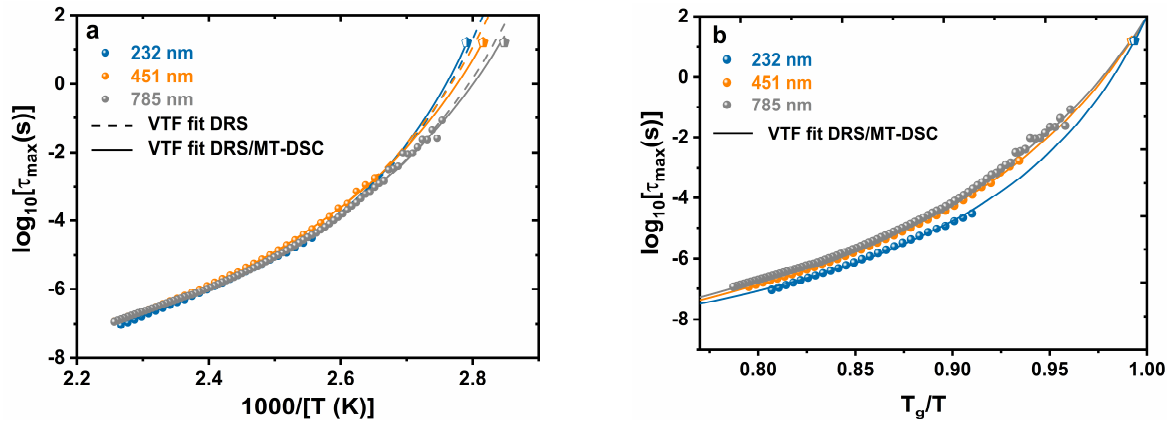 a
232 nm
451 nm
785 nm
VTF fit DRS
VTF fit DRS/MT-DSC
log10[τmax(s)]
2
0
-2
-4
-6
-8
2.2
2.4
2.6
2.8
1000/[T (K)]
b
232 nm
451 nm
785 nm
VTF fit DRS/MT-DSC
log10[τmax(s)]
2
0
-2
-4
-6
-8
0.80
0.85
0.90
0.95
1.00
Tg/T